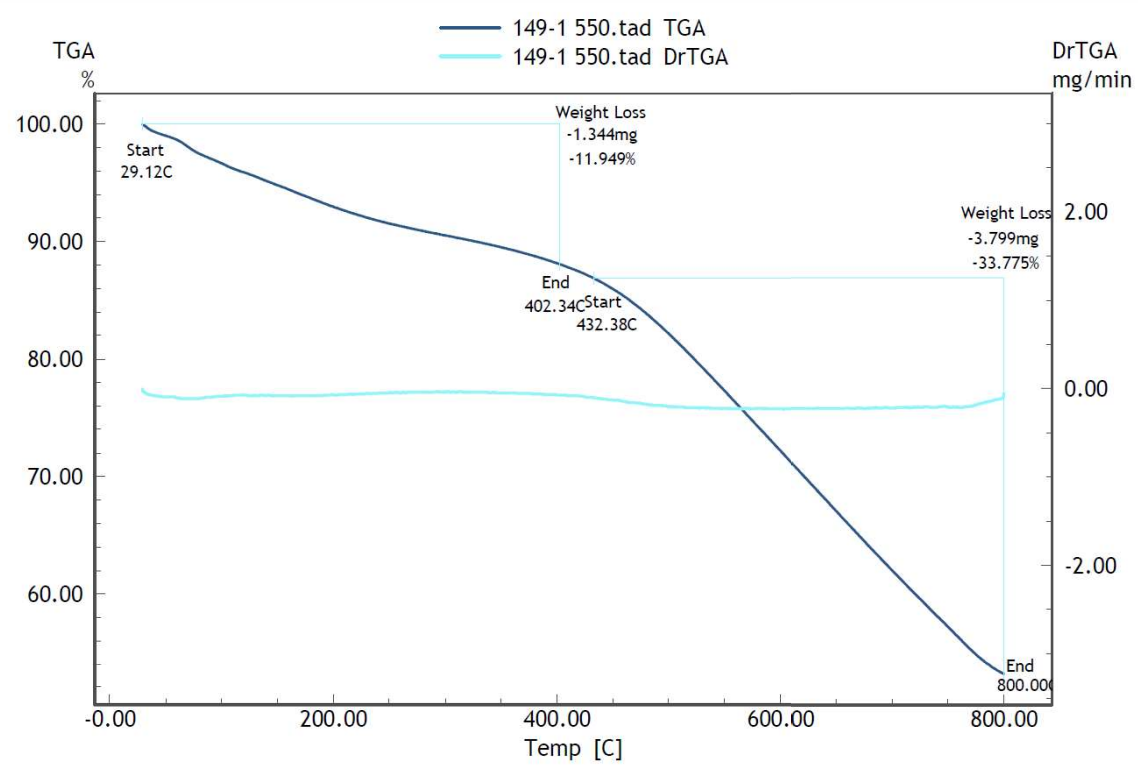 149-1 550.tad TGA
149-1 550.tad DrTGA
TGA
%
DrTGA
mg/min
100.00
90.00
80.00
70.00
60.00
2.00
0.00
-2.00
Start
29.12C
Weight Loss
-1.344mg
-11.949%
End
402.34C
Start
432.38C
Weight Loss
-3.799mg
-33.775%
End
800.00C
-0.00 200.00 400.00 600.00 800.00
Temp [C]